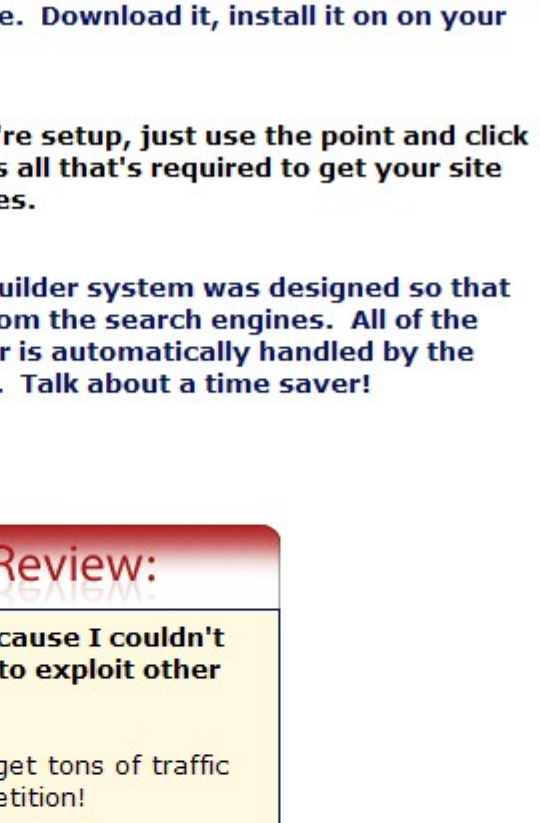 e. Download it, install it on on your
're setup, just use the point and click
s all that's required to get your site
es.
uilder system was designed so that
om the search engines. All of the
r is automatically handled by the
. Talk about a time saver!
Review:
cause I couldn't
to exploit other
get tons of traffic
etition!